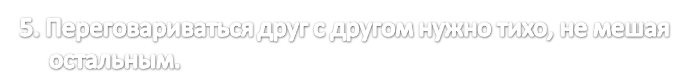 5. Переговариваться друг с другом нужно тихо, не мешая
остальным.